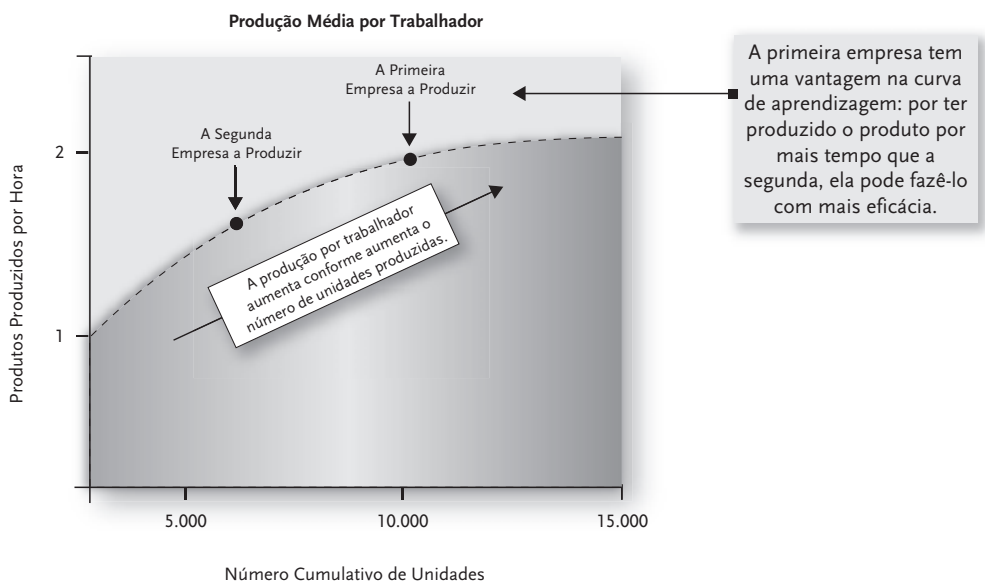 Produção Média por Trabalhador
A Primeira
Empresa a Produzir
A Segunda
Empresa a Produzir
A primeira empresa tem
uma vantagem na curva
de aprendizagem: por ter
produzido o produto por
mais tempo que a
segunda, ela pode fazê-lo
com mais eficácia.
Produtos Produzidos por Hora
2
1
A produção por trabalhador
aumenta conforme aumenta o
número de unidades produzidas.
5.000
10.000
15.000
Número Cumulativo de Unidades